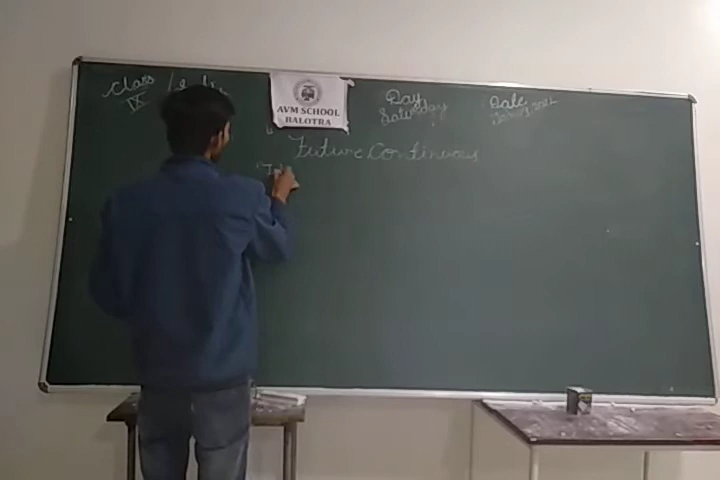 Class
IX
AVM SCHOOL
BALOTRA
Day
Saturday
Date
Future Continuous